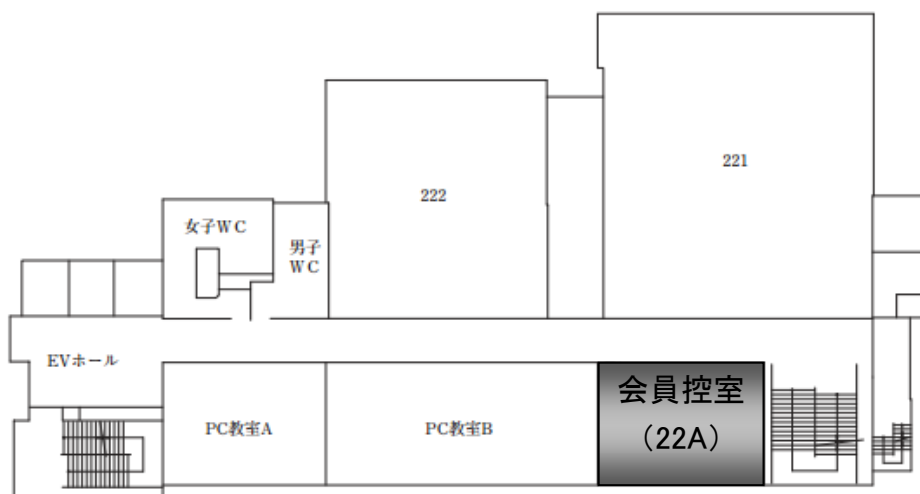 221
222
女子WC
男子
WC
EVホール
PC教室A
PC教室B
会員控室
（22A）